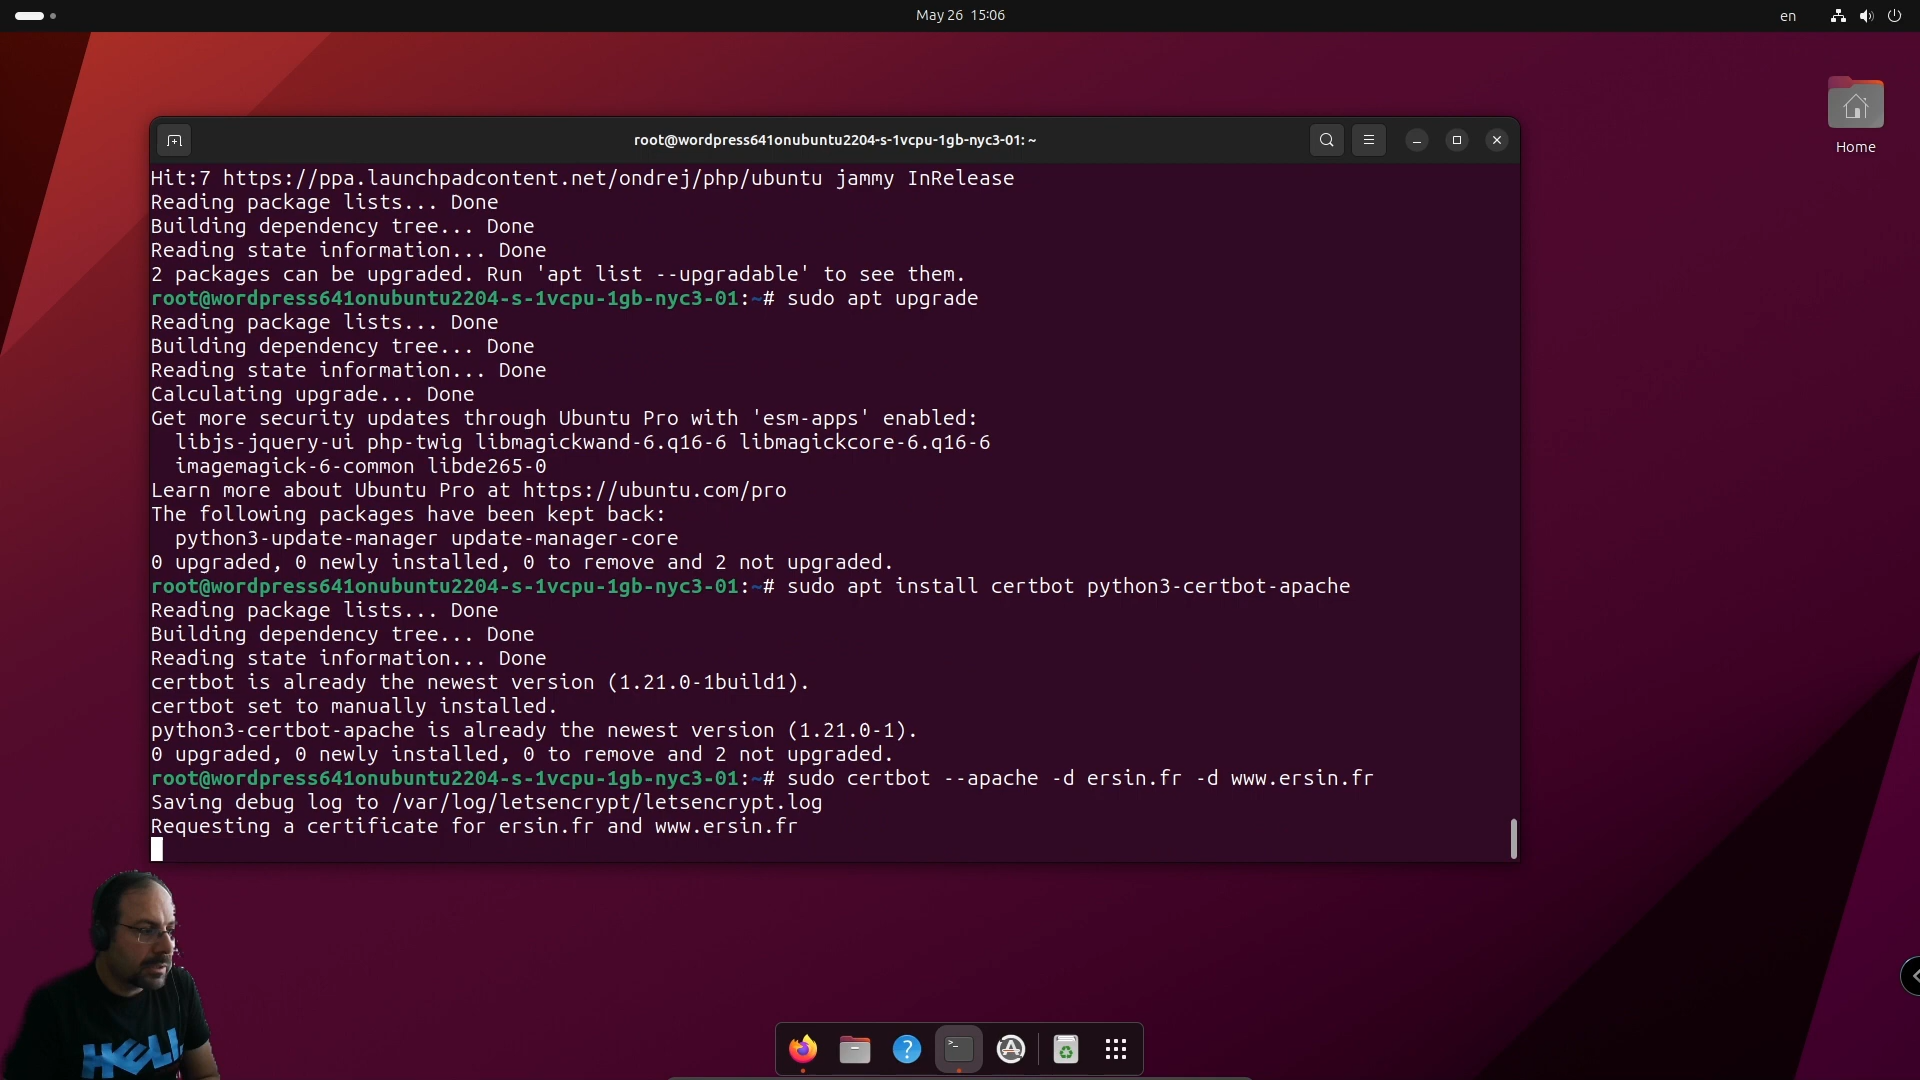 May 26 15:06
en
root@wordpress641onubuntu2204-s-1vcpu-1gb-nyc3-01: ~
Home
Hit:7 https://ppa.launchpadcontent.net/ondrej/php/ubuntu jammy InRelease
Reading package lists... Done
Building dependency tree... Done
Reading state information... Done
2 packages can be upgraded. Run 'apt list --upgradable' to see them.
root@wordpress641onubuntu2204-s-1vcpu-1gb-nyc3-01:~# sudo apt upgrade
Reading package lists... Done
Building dependency tree... Done
Reading state information... Done
Calculating upgrade... Done
Get more security updates through Ubuntu Pro with 'esm-apps' enabled:
  libjs-jquery-ui php-twig libmagickwand-6.q16-6 libmagickcore-6.q16-6
  imagemagick-6-common libde265-0
Learn more about Ubuntu Pro at https://ubuntu.com/pro
The following packages have been kept back:
  python3-update-manager update-manager-core
0 upgraded, 0 newly installed, 0 to remove and 2 not upgraded.
root@wordpress641onubuntu2204-s-1vcpu-1gb-nyc3-01:~# sudo apt install certbot python3-certbot-apache
Reading package lists... Done
Building dependency tree... Done
Reading state information... Done
certbot is already the newest version (1.21.0-1build1).
certbot set to manually installed.
python3-certbot-apache is already the newest version (1.21.0-1).
0 upgraded, 0 newly installed, 0 to remove and 2 not upgraded.
root@wordpress641onubuntu2204-s-1vcpu-1gb-nyc3-01:~# sudo certbot --apache -d ersin.fr -d www.ersin.fr
Saving debug log to /var/log/letsencrypt/letsencrypt.log
Requesting a certificate for ersin.fr and www.ersin.fr